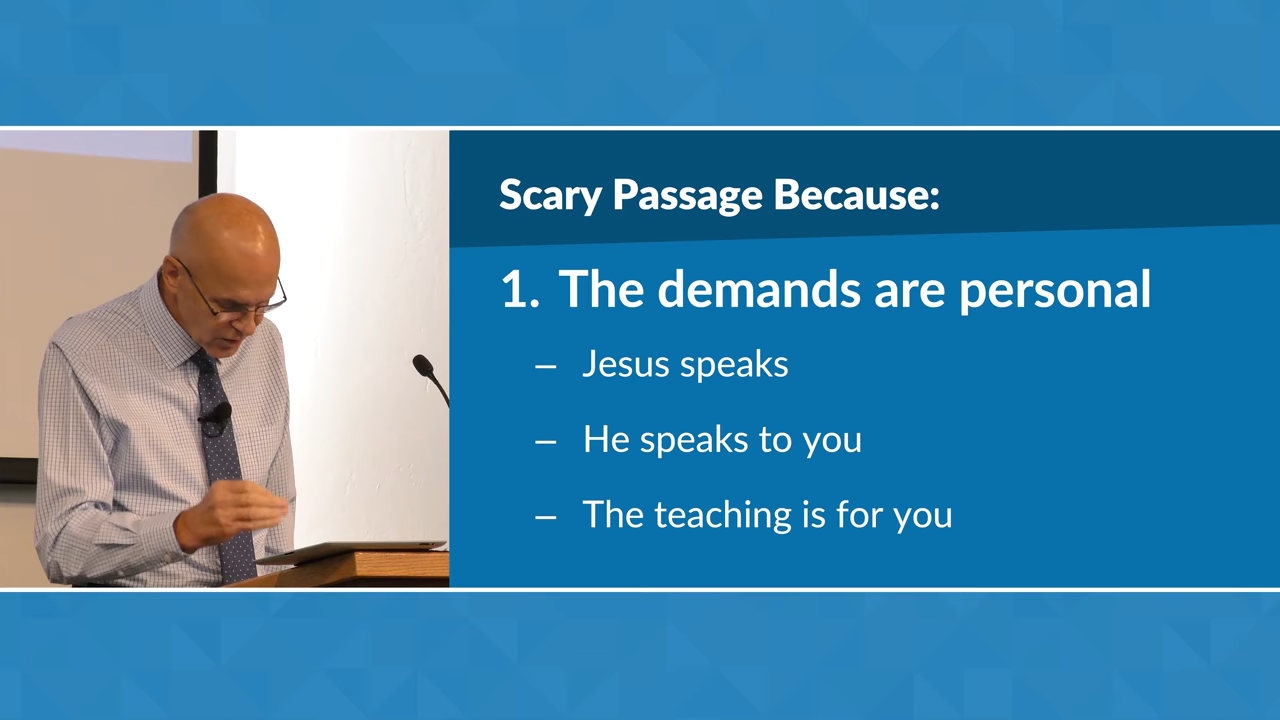 Scary Passage Because:
1. The demands are personal
– Jesus speaks
– He speaks to you
– The teaching is for you